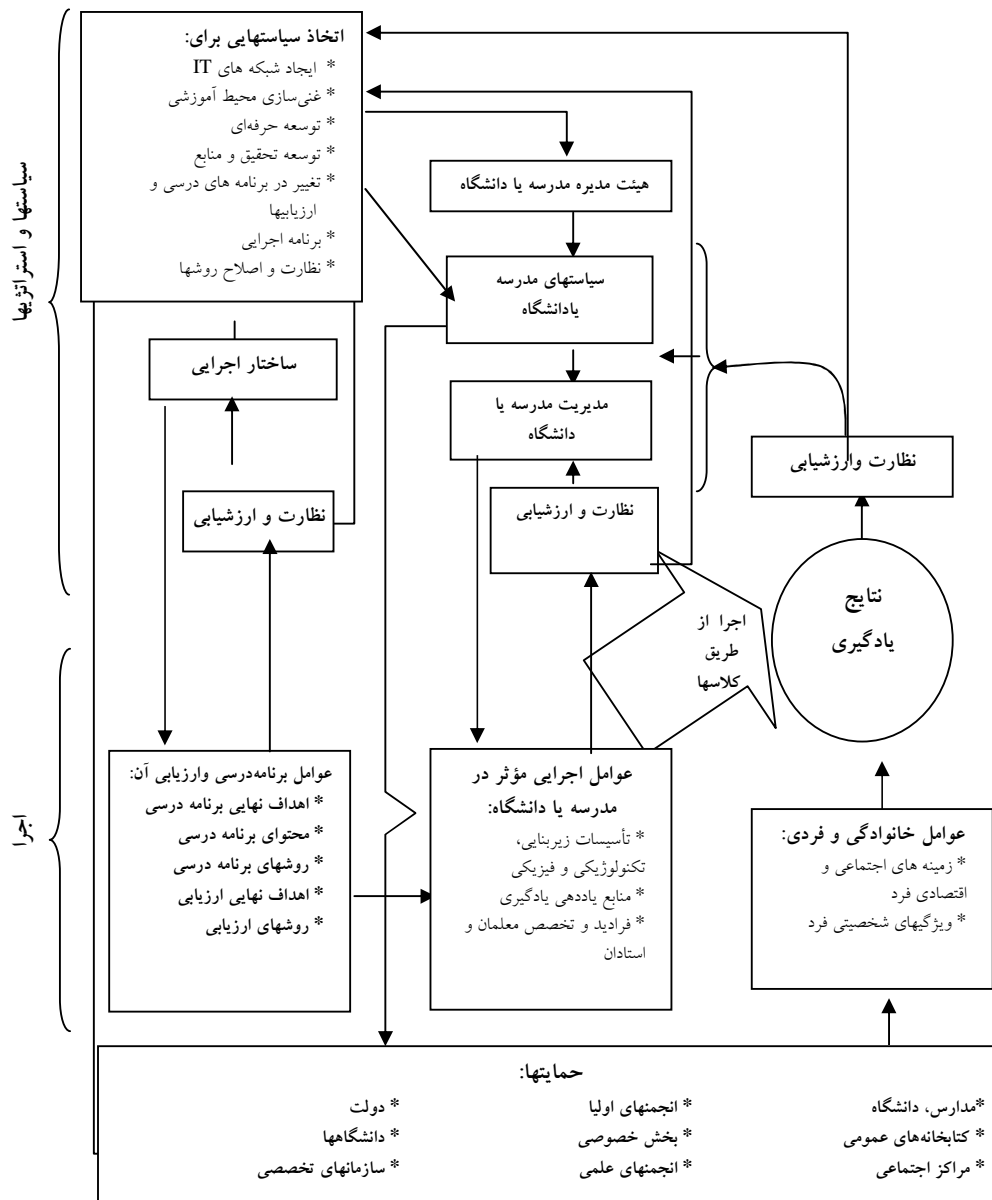 اتخاذ سیاستهایی برای:
* ایجاد شبکه های IT
* غنی‌سازی محیط آموزشی
* توسعه حرفه‌ای
* توسعه تحقیق و منابع
* تغییر در برنامه های درسی و
ارزیابیها
* برنامه اجرایی
* نظارت و اصلاح روشها
هیئت مدیره مدرسه یا دانشگاه
سیاستهای مدرسه
یادانشگاه
سیاستها و استراتژیها
ساختار اجرایی
مدیریت مدرسه یا
دانشگاه
نظارت وارزشیابی
نظارت و ارزشیابی
نظارت و ارزشیابی
نتایج
یادگیری
اجرا از
طریق
کلاسها
اجرا
عوامل برنامه‌درسی وارزیابی آن:
* اهداف نهایی برنامه درسی
* محتوای برنامه درسی
* روشهای برنامه درسی
* اهداف نهایی ارزیابی
* روشهای ارزیابی
عوامل اجرایی مؤثر در
مدرسه یا دانشگاه:
* تأسیسات زیربنایی،
تکنولوژیکی و فیزیکی
* منابع یاددهی یادگیری
* فرادید و تخصص معلمان و
استادان
عوامل خانوادگی و فردی:
* زمینه های اجتماعی و
اقتصادی فرد
* ویژگیهای شخصیتی فرد
حمایتها:
*مدارس، دانشگاه
* کتابخانه‌های عمومی
* مراکز اجتماعی
* انجمنهای اولیا
* بخش خصوصی
* انجمنهای علمی
* دولت
* دانشگاهها
* سازمانهای تخصصی